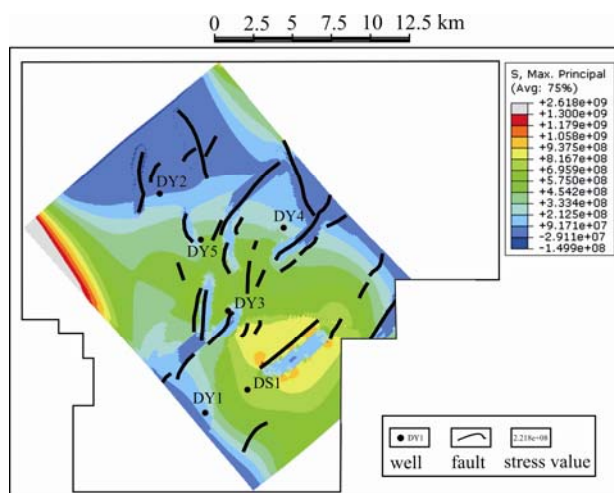 0 2.5 5 7.5 10 12.5 km
S, Max. Principal
(Avg: 75%)
+2.618e+09
+1.300e+09
+1.179e+09
+1.058e+09
+9.375e+08
+8.167e+08
+6.959e+08
+5.750e+08
+4.542e+08
+3.334e+08
+2.125e+08
+9.171e+07
-2.911e+07
-1.499e+08
DY2
DY4
DY5
DY3
DS1
DY1
DY1
2.218e+08
well fault stress value